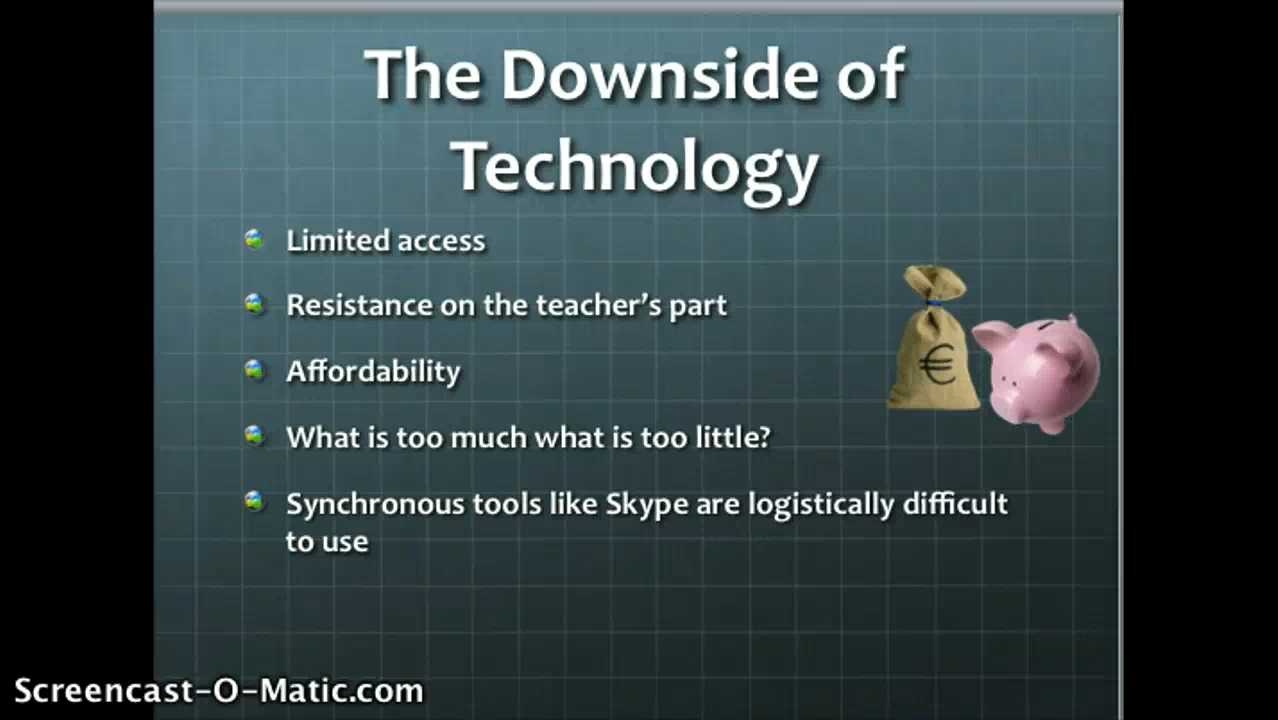 The Downside of
Technology
Limited access
Resistance on the teacher’s part
Affordability
What is too much what is too little?
Synchronous tools like Skype are logistically difficult
to use
€
Screencast-O-Matic.com